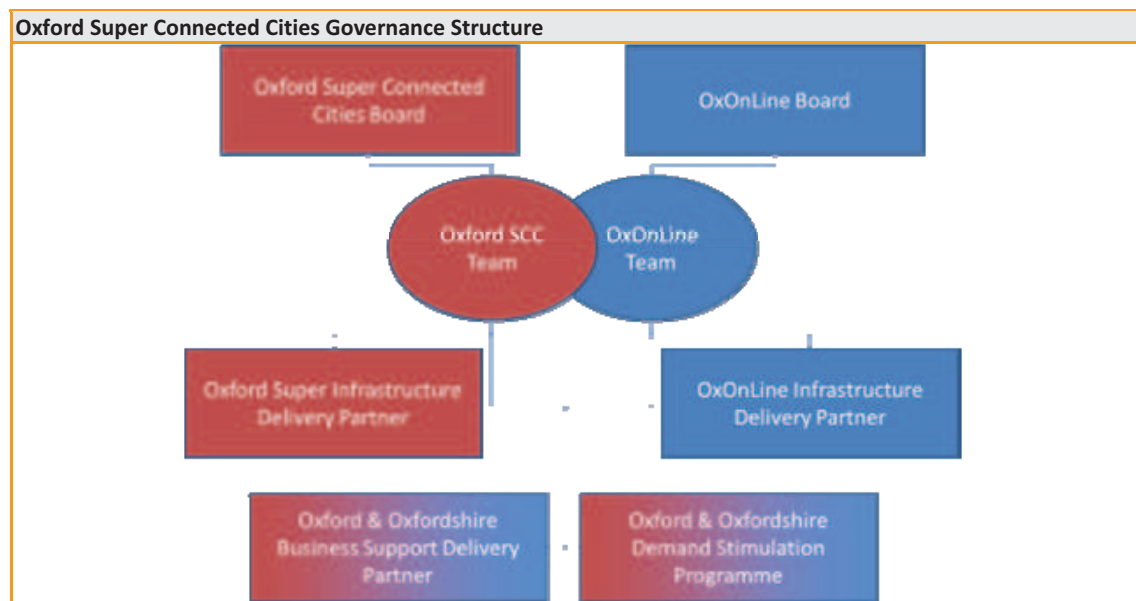 Oxford Super Connected Cities Governance Structure
Oxford Super Connected
Cities Board
OxOnLine Board
Oxford SCC
Team
OxOnLine
Team
Oxford Super Infrastructure
Delivery Partner
OxOnLine Infrastructure
Delivery Partner
Oxford & Oxfordshire
Business Support Delivery
Partner
Oxford & Oxfordshire
Demand Stimulation
Programme